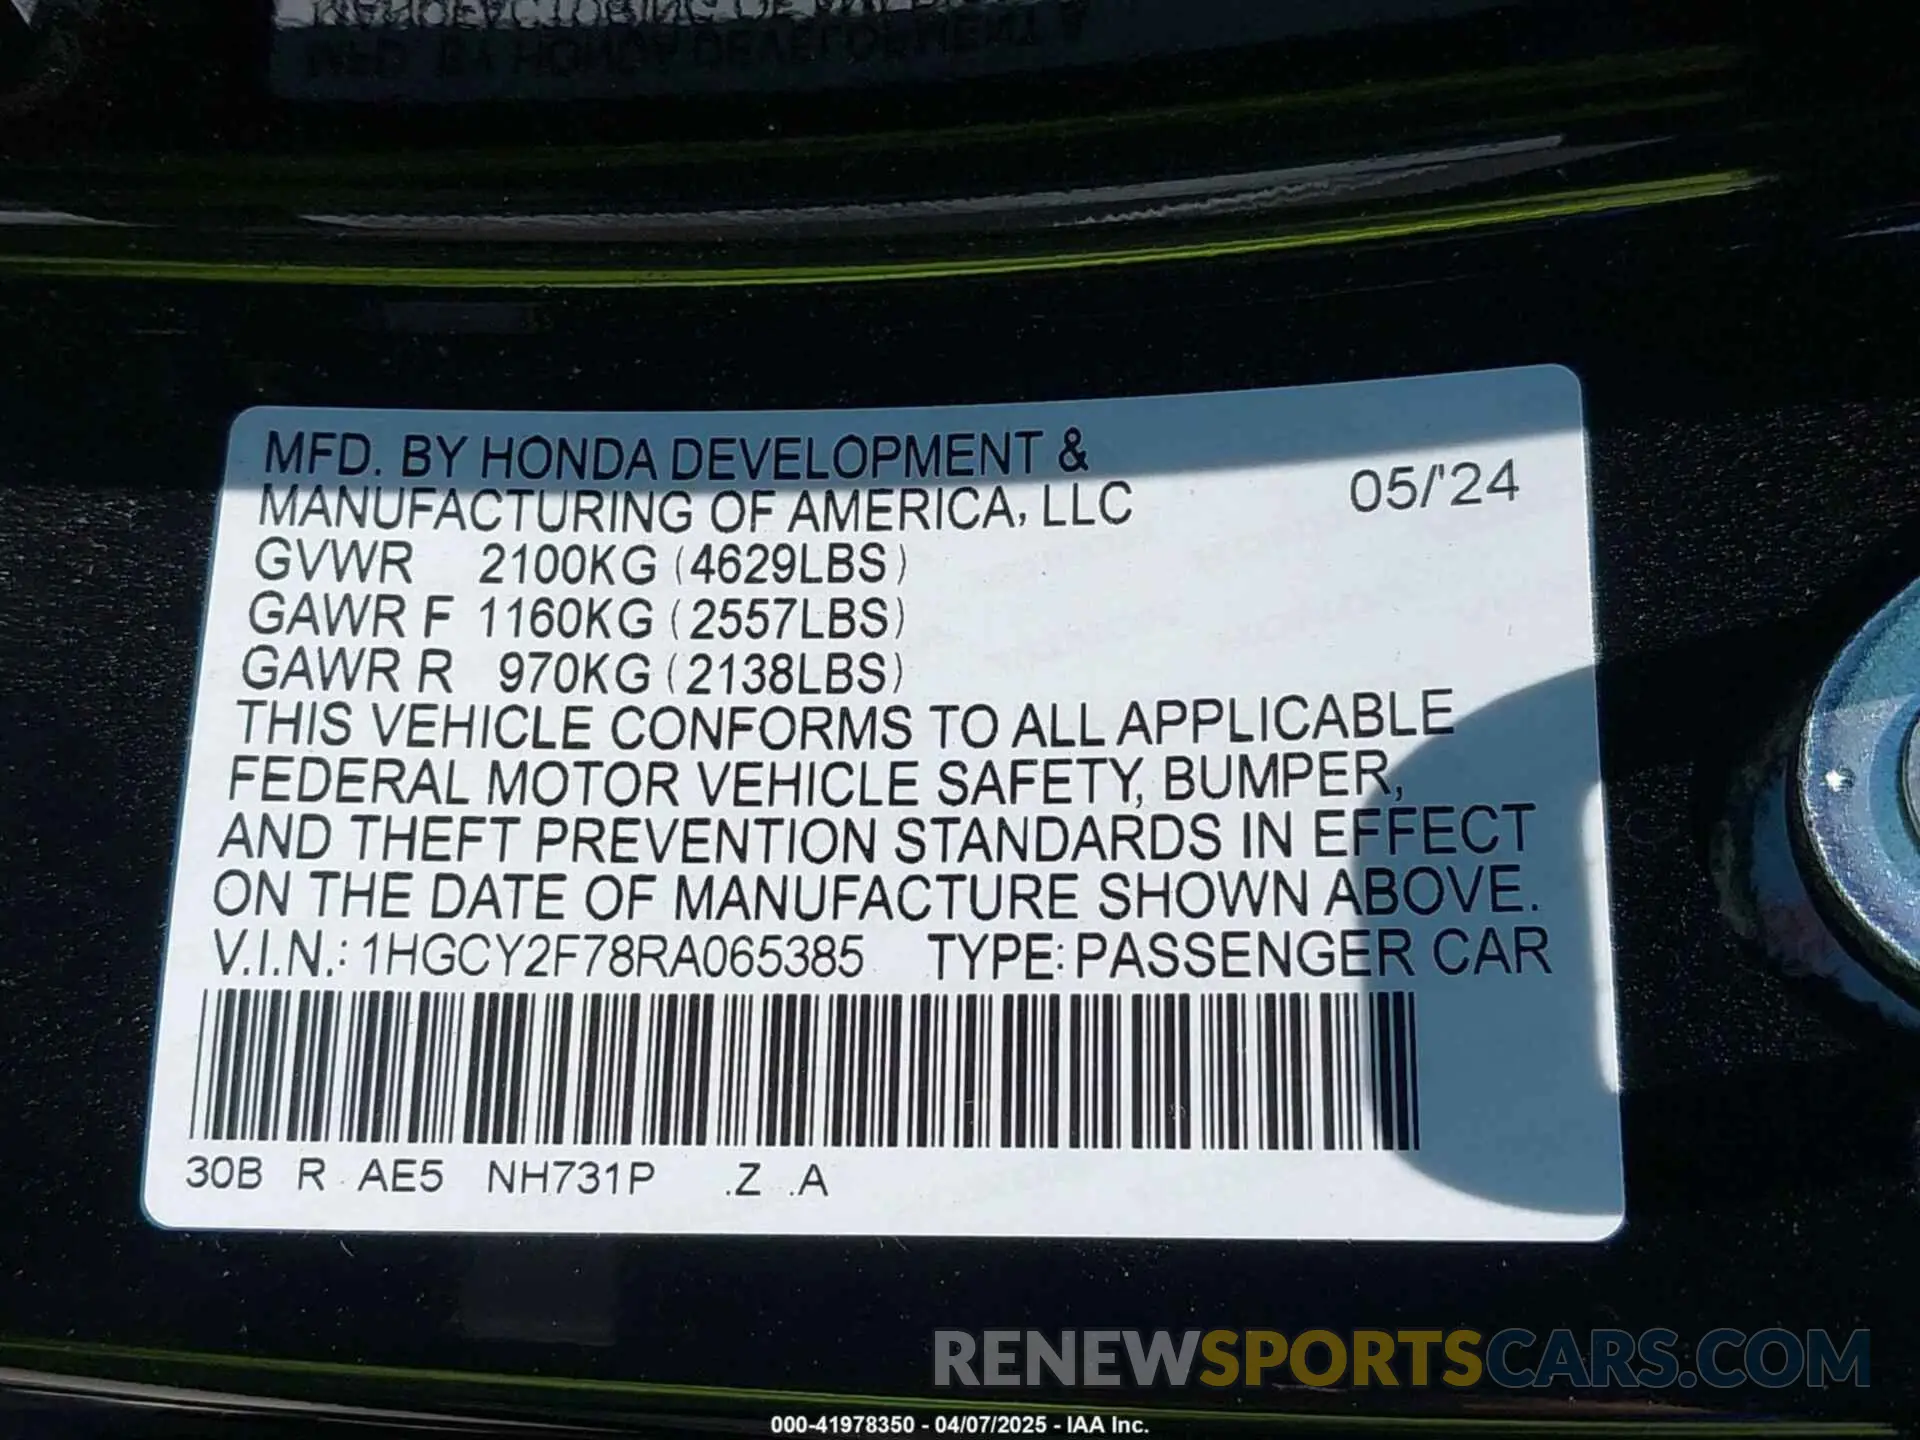 MFD. BY HONDA DEVELOPMENT &
MANUFACTURING OF AMERICA, LLC 05/'24
GVWR 2100KG (4629LBS)
GAWR F 1160KG (2557LBS)
GAWR R 970KG (2138LBS)
THIS VEHICLE CONFORMS TO ALL APPLICABLE
FEDERAL MOTOR VEHICLE SAFETY, BUMPER,
AND THEFT PREVENTION STANDARDS IN EFFECT
ON THE DATE OF MANUFACTURE SHOWN ABOVE.
V.I.N.: 1HGCY2F78RA065385 TYPE: PASSENGER CAR
30B R AE5 NH731P .Z .A
RENEWSPORTSCARS.COM
000-41978350 - 04/07/2025 - IAA Inc.